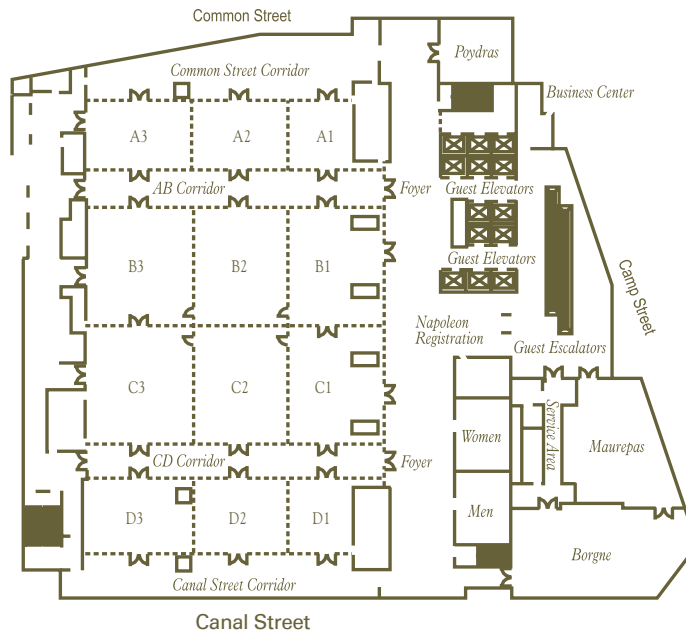 Common Street
Poydras
Common Street Corridor
Business Center
A3
A2
A1
AB Corridor
Foyer
Guest Elevators
B3
B2
B1
Guest Elevators
Camp Street
Napoleon
Registration
Guest Escalators
C3
C2
C1
Service Area
Women
Maurepas
CD Corridor
Foyer
D3
D2
D1
Men
Borgne
Canal Street Corridor
Canal Street